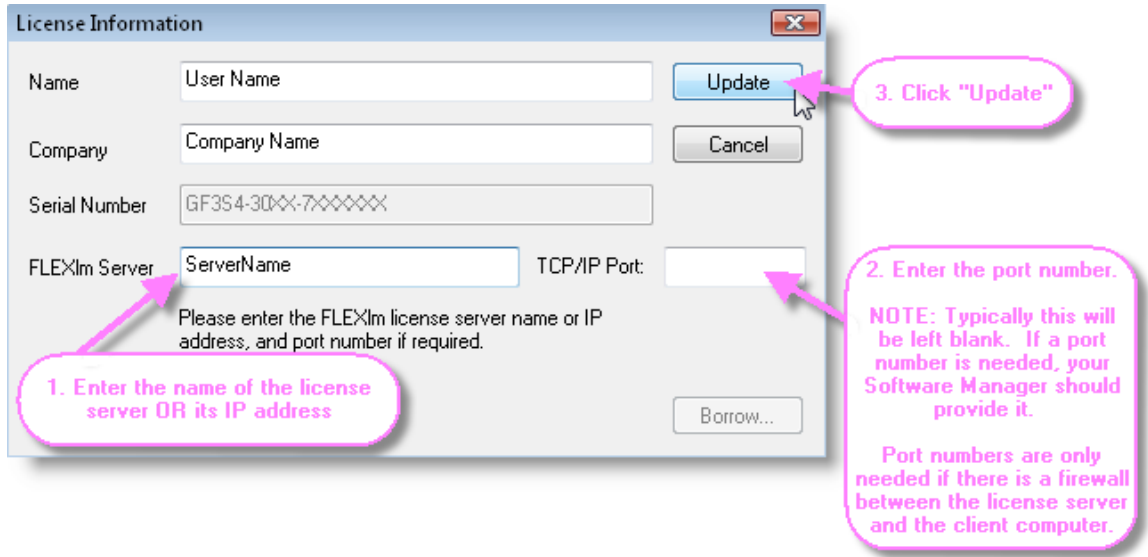 License Information
Name
User Name
Update
3. Click "Update"
Company
Company Name
Cancel
Serial Number
GF3S4-30XX-7XXXXXX
FLEXlm Server
ServerName
TCP/IP Port:
Please enter the FLEXlm license server name or IP
address, and port number if required.
1. Enter the name of the license
server OR its IP address
2. Enter the port number.
NOTE: Typically this will
be left blank. If a port
number is needed, your
Software Manager should
provide it.
Port numbers are only
needed if there is a firewall
between the license server
and the client computer.
Borrow...